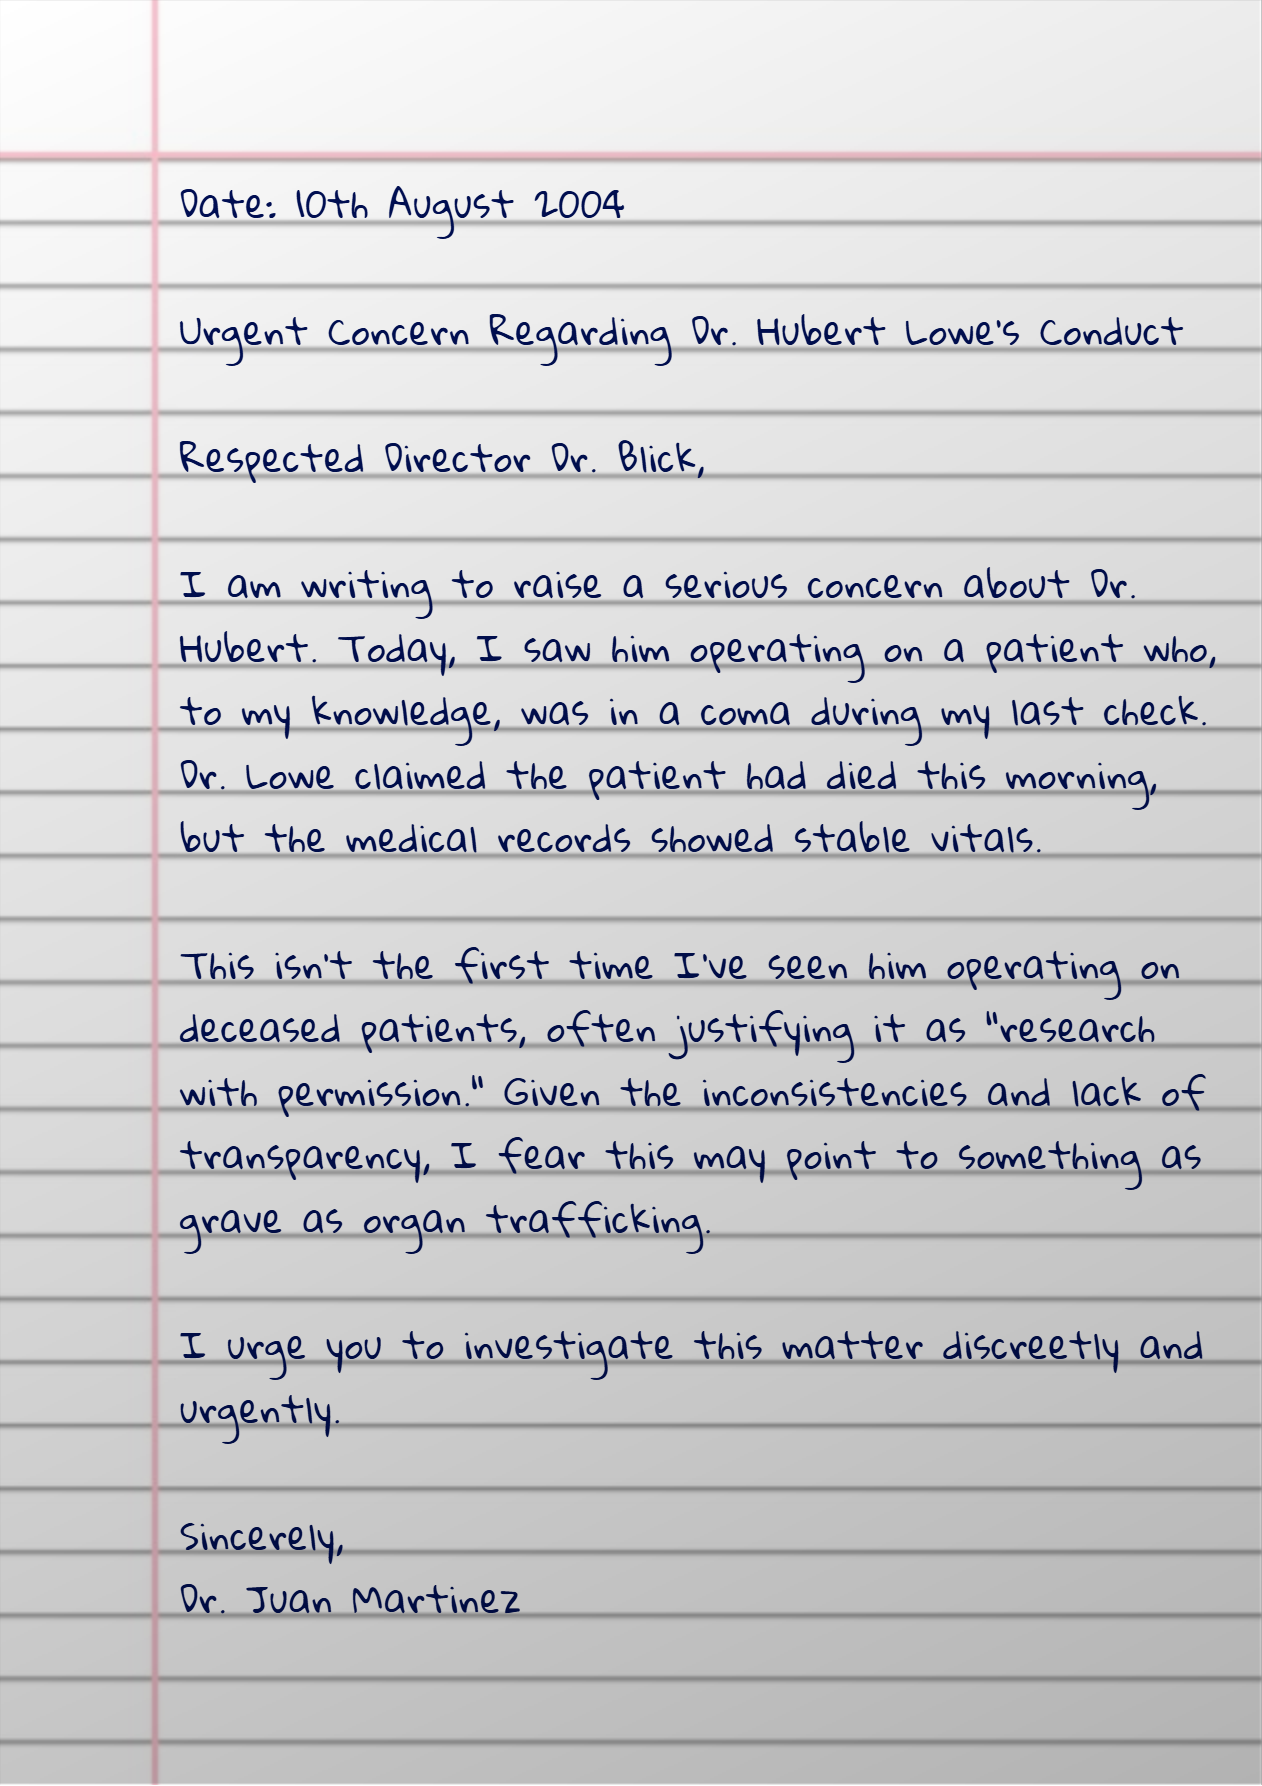 Date: 10th August 2004
Urgent Concern Regarding Dr. Hubert Lowe's Conduct
Respected Director Dr. Blick,
I am writing to raise a serious concern about Dr.
Hubert. Today, I saw him operating on a patient who,
to my knowledge, was in a coma during my last check.
Dr. Lowe claimed the patient had died this morning,
but the medical records showed stable vitals.
This isn't the first time I've seen him operating on
deceased patients, often justifying it as "research
with permission." Given the inconsistencies and lack of
transparency, I fear this may point to something as
grave as organ trafficking.
I urge you to investigate this matter discreetly and
urgently.
Sincerely,
Dr. Juan Martinez